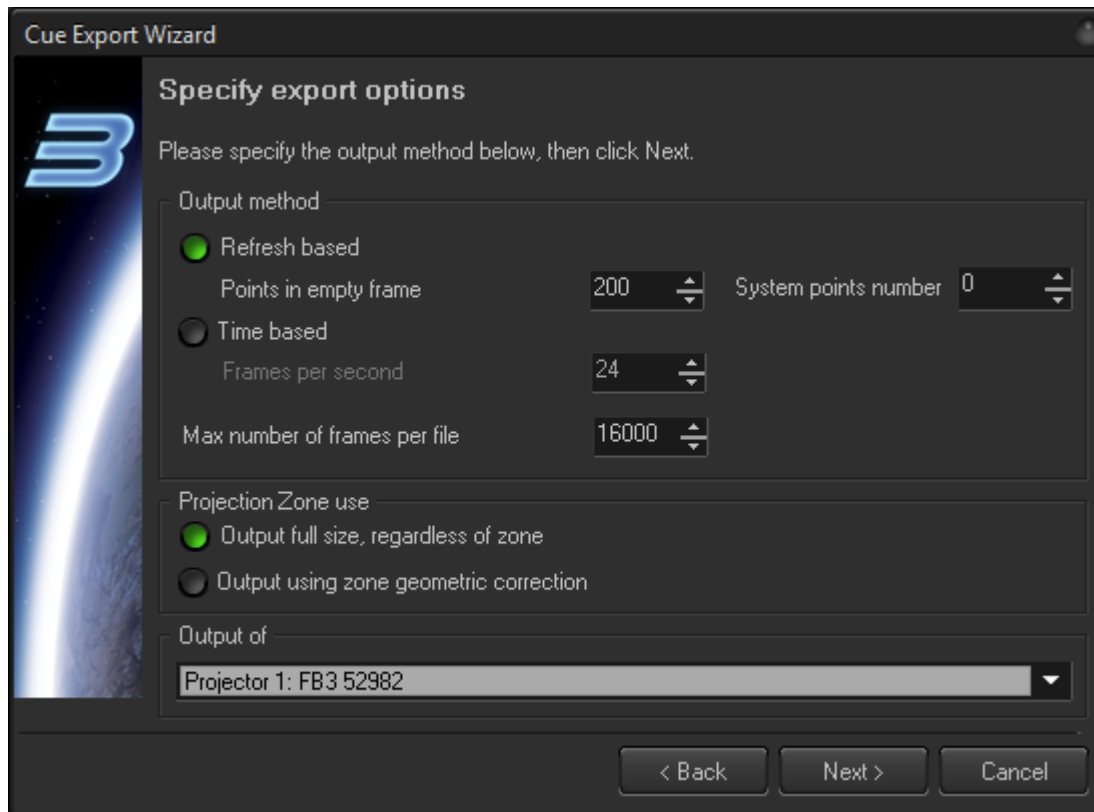 Cue Export Wizard
3
Specify export options
Please specify the output method below, then click Next.
Output method
Refresh based
Points in empty frame 200 System points number 0
Time based
Frames per second 24
Max number of frames per file 16000
Projection Zone use
Output full size, regardless of zone
Output using zone geometric correction
Output of
Projector 1: FB3 52982
< Back Next > Cancel